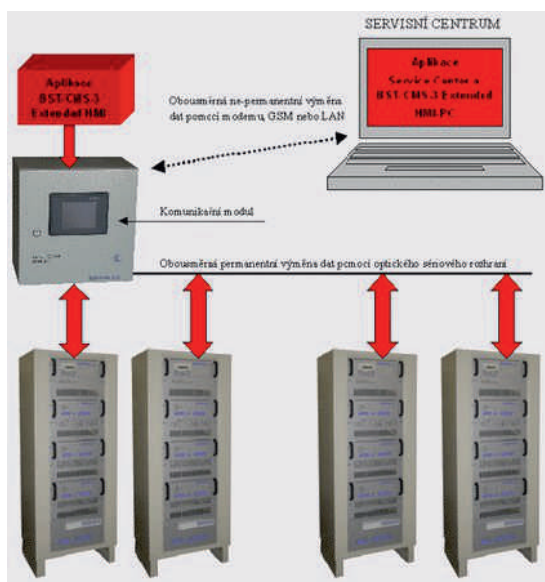 SERVISNÍ CENTRUM
Aplikace
BST-CMS-3
Extended HMI
Aplikace
Service Center a
BST-CMS-3 Extended
HMI-PC
Obousměrná ne-permanentní výměna
dat pomocí modemu, GSM nebo LAN
Komunikační modul
Obousměrná permanentní výměna dat pomocí optického sériového rozhraní